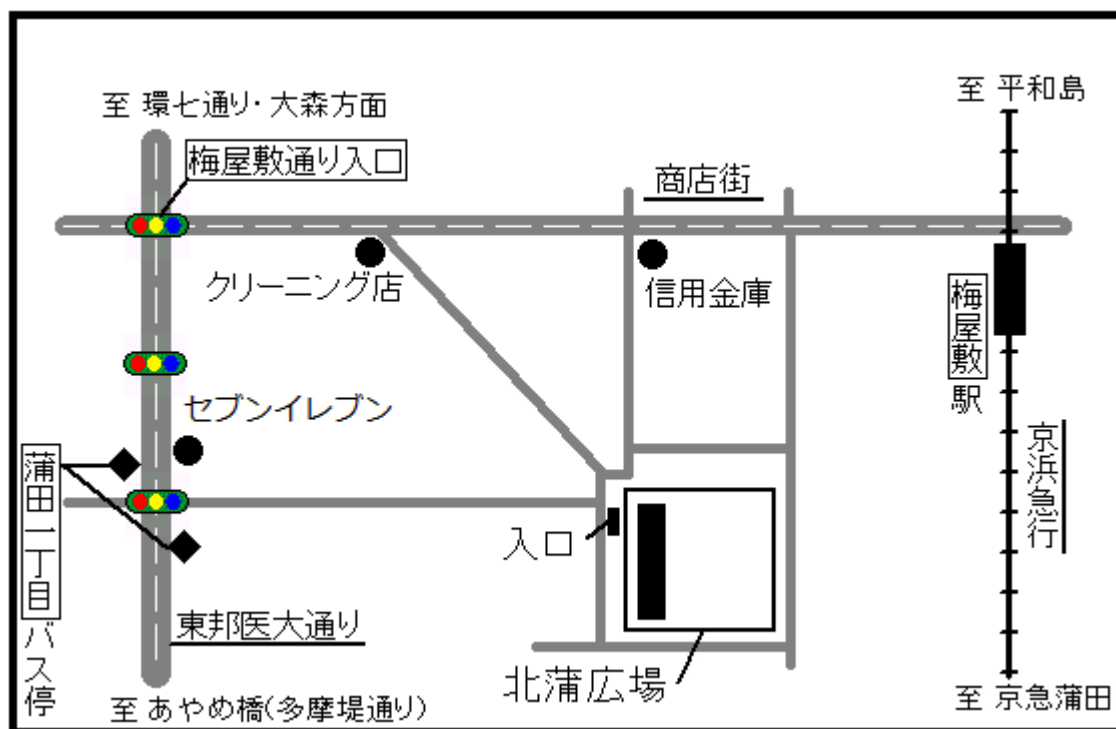 至 環七通り・大森方面
梅屋敷通り入口
商店街
至 平和島
クリーニング店
信用金庫
梅屋敷駅
セブンイレブン
蒲田一丁目バス停
京浜急行
入口
東邦医大通り
北蒲広場
至 あやめ橋(多摩堤通り)
至 京急蒲田